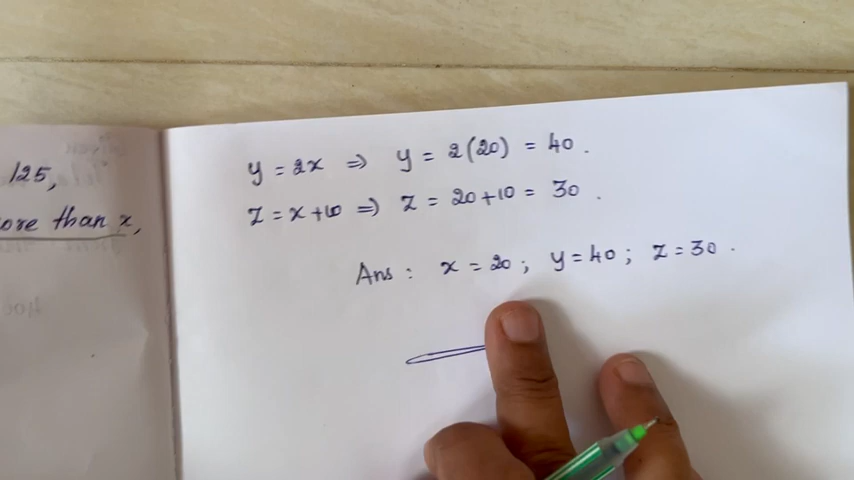 125,
ore than x,
y = 2x ⇒ y = 2(20) = 40.
z = x+10 ⇒ z = 20+10 = 30.
Ans : x = 20; y = 40; z = 30.